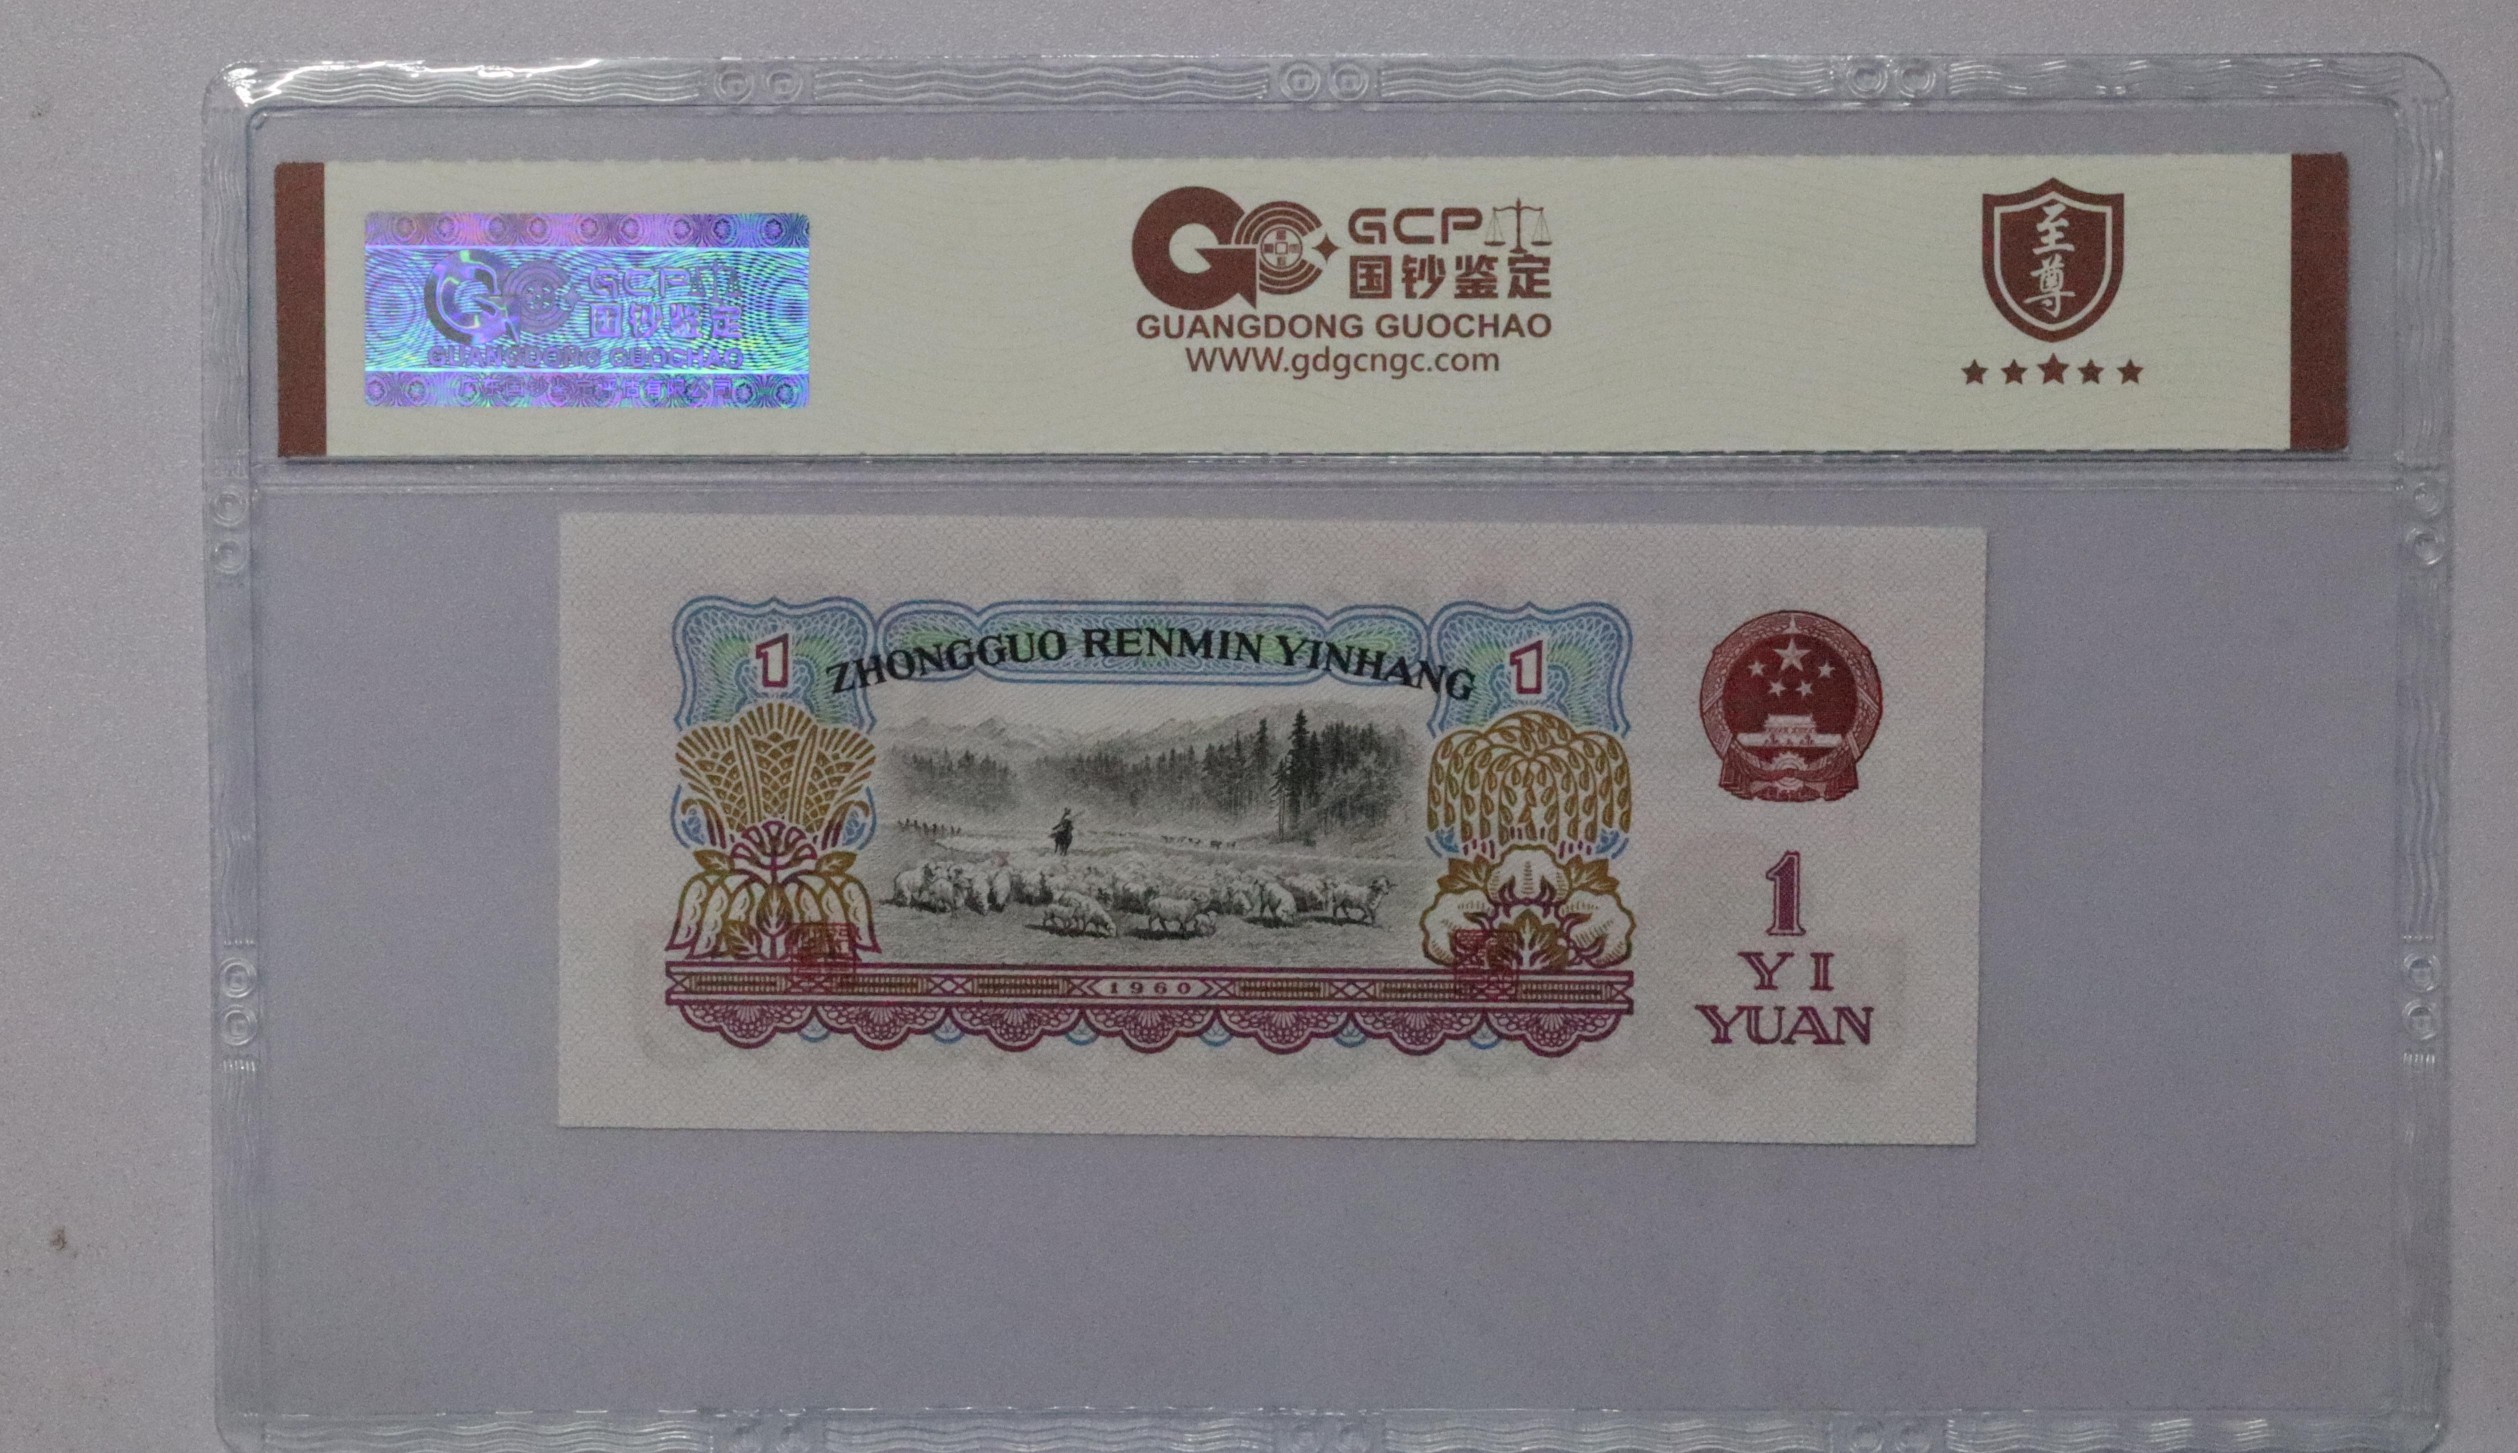 GCP
国钞鉴定
GUANGDONG GUOCHAO
GCP
国钞鉴定
GUANGDONG GUOCHAO
WWW.gdgcngc.com
至尊
1
ZHONGGUO RENMIN YINHANG
1
1960
1
YI
YUAN